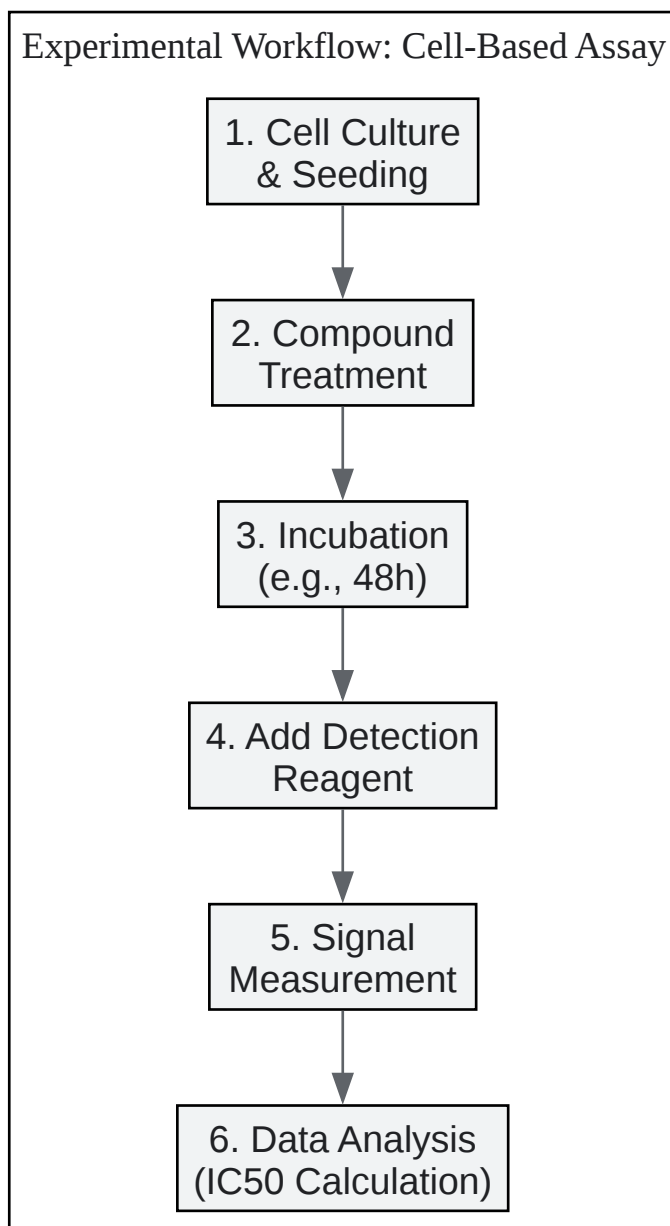 Experimental Workflow: Cell-Based Assay
1. Cell Culture
& Seeding
2. Compound
Treatment
3. Incubation
(e.g., 48h)
4. Add Detection
Reagent
5. Signal
Measurement
6. Data Analysis
(IC50 Calculation)